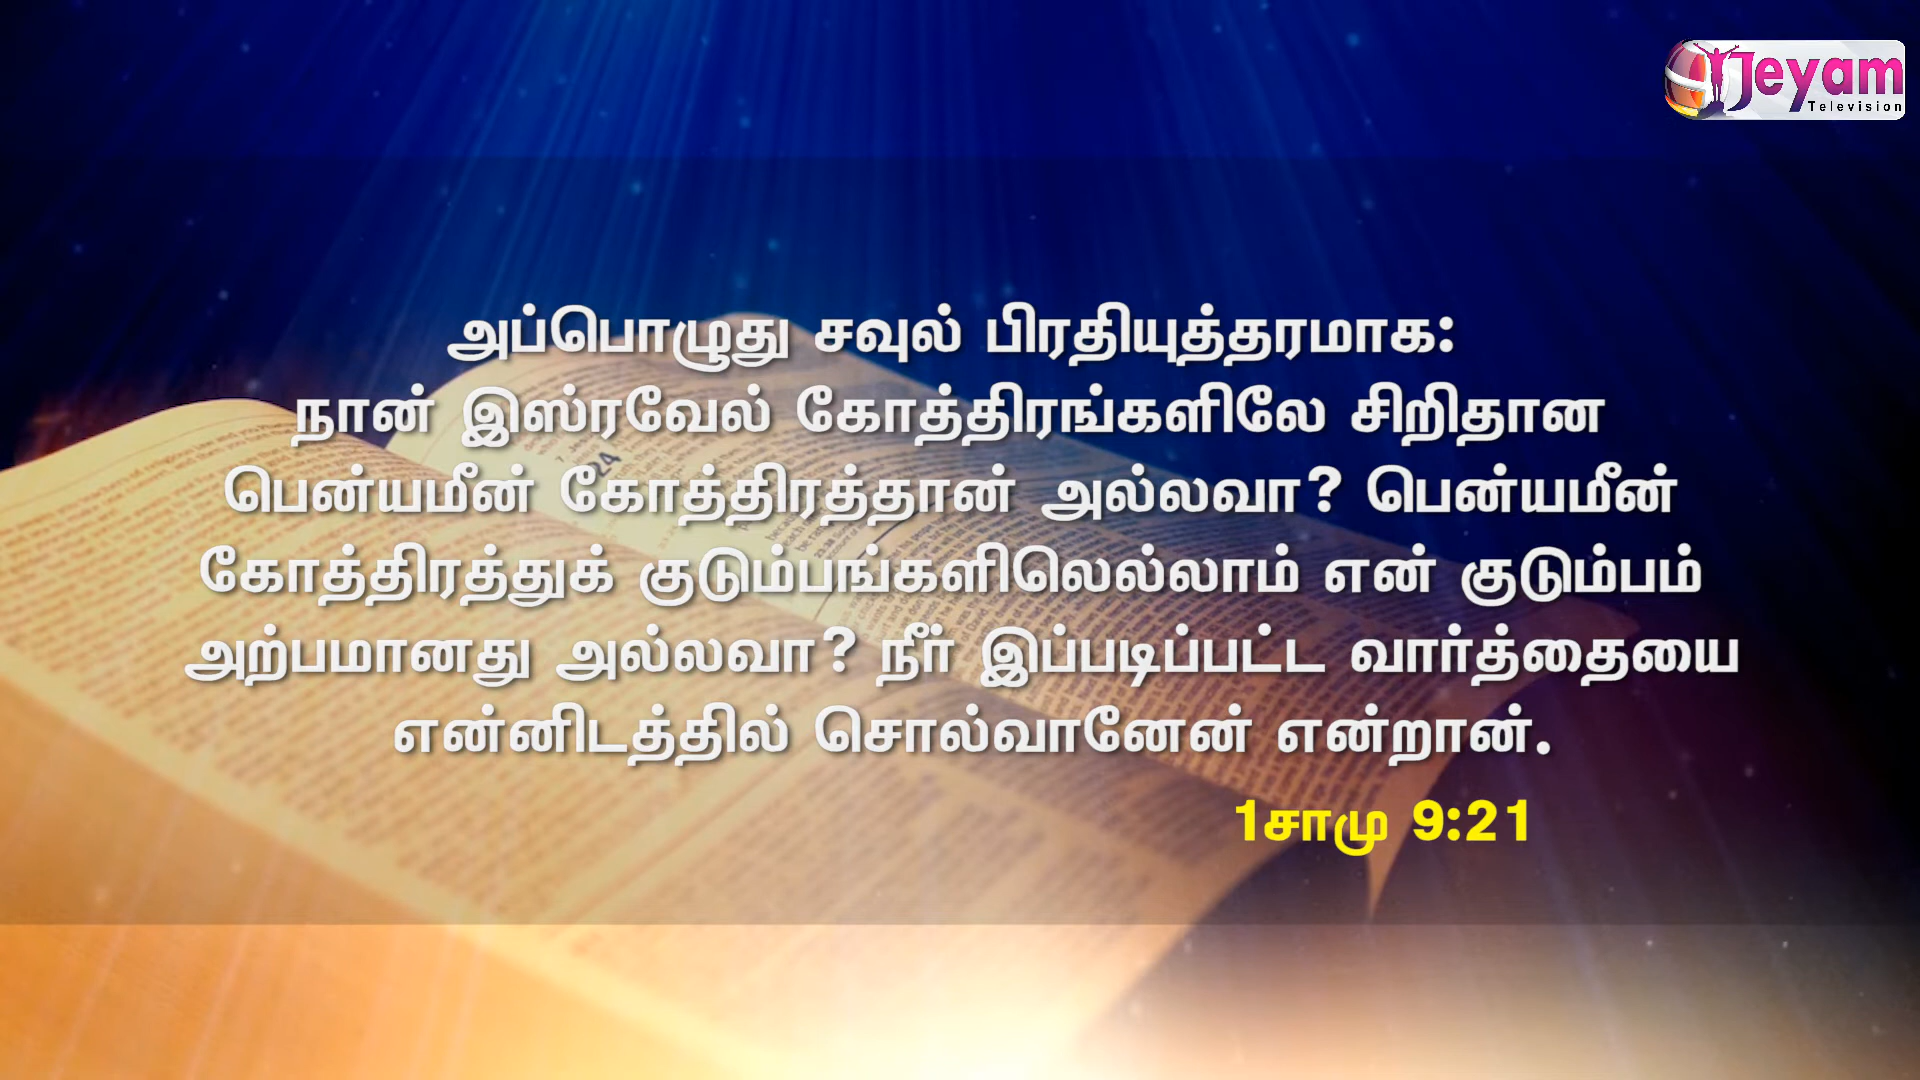 Jeyam
Television
அப்பொழுது சவுல் பிரதியுத்தரமாக:
நான் இஸ்ரவேல் கோத்திரங்களிலே சிறிதான
பென்யமீன் கோத்திரத்தான் அல்லவா? பென்யமீன்
கோத்திரத்துக் குடும்பங்களிலெல்லாம் என் குடும்பம்
அற்பமானது அல்லவா? நீர் இப்படிப்பட்ட வார்த்தையை
என்னிடத்தில் சொல்வானேன் என்றான்.
1சாமு 9:21
24